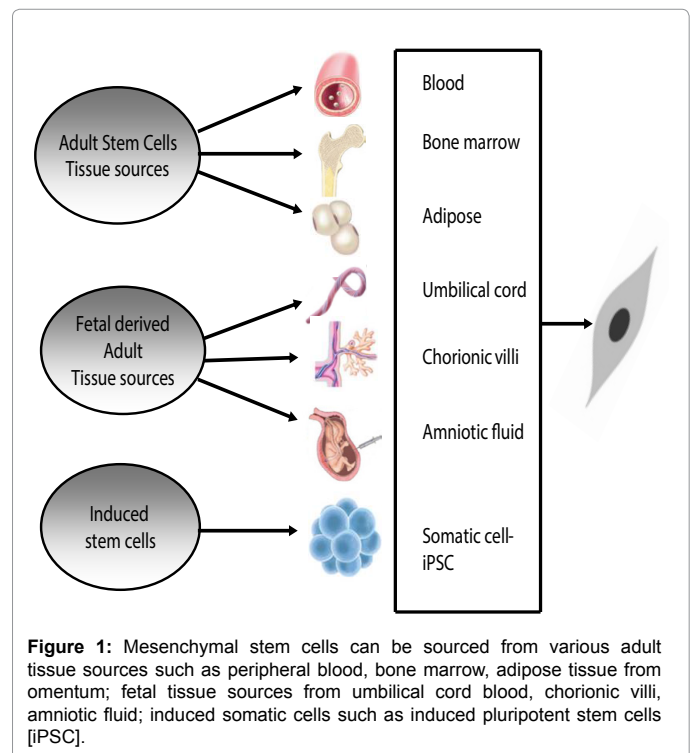 Adult Stem Cells
Tissue sources
Fetal derived
Adult
Tissue sources
Induced
stem cells
Blood
Bone marrow
Adipose
Umbilical cord
Chorionic villi
Amniotic fluid
Somatic cell-
iPSC
Figure 1: Mesenchymal stem cells can be sourced from various adult
tissue sources such as peripheral blood, bone marrow, adipose tissue from
omentum; fetal tissue sources from umbilical cord blood, chorionic villi,
amniotic fluid; induced somatic cells such as induced pluripotent stem cells
[iPSC].